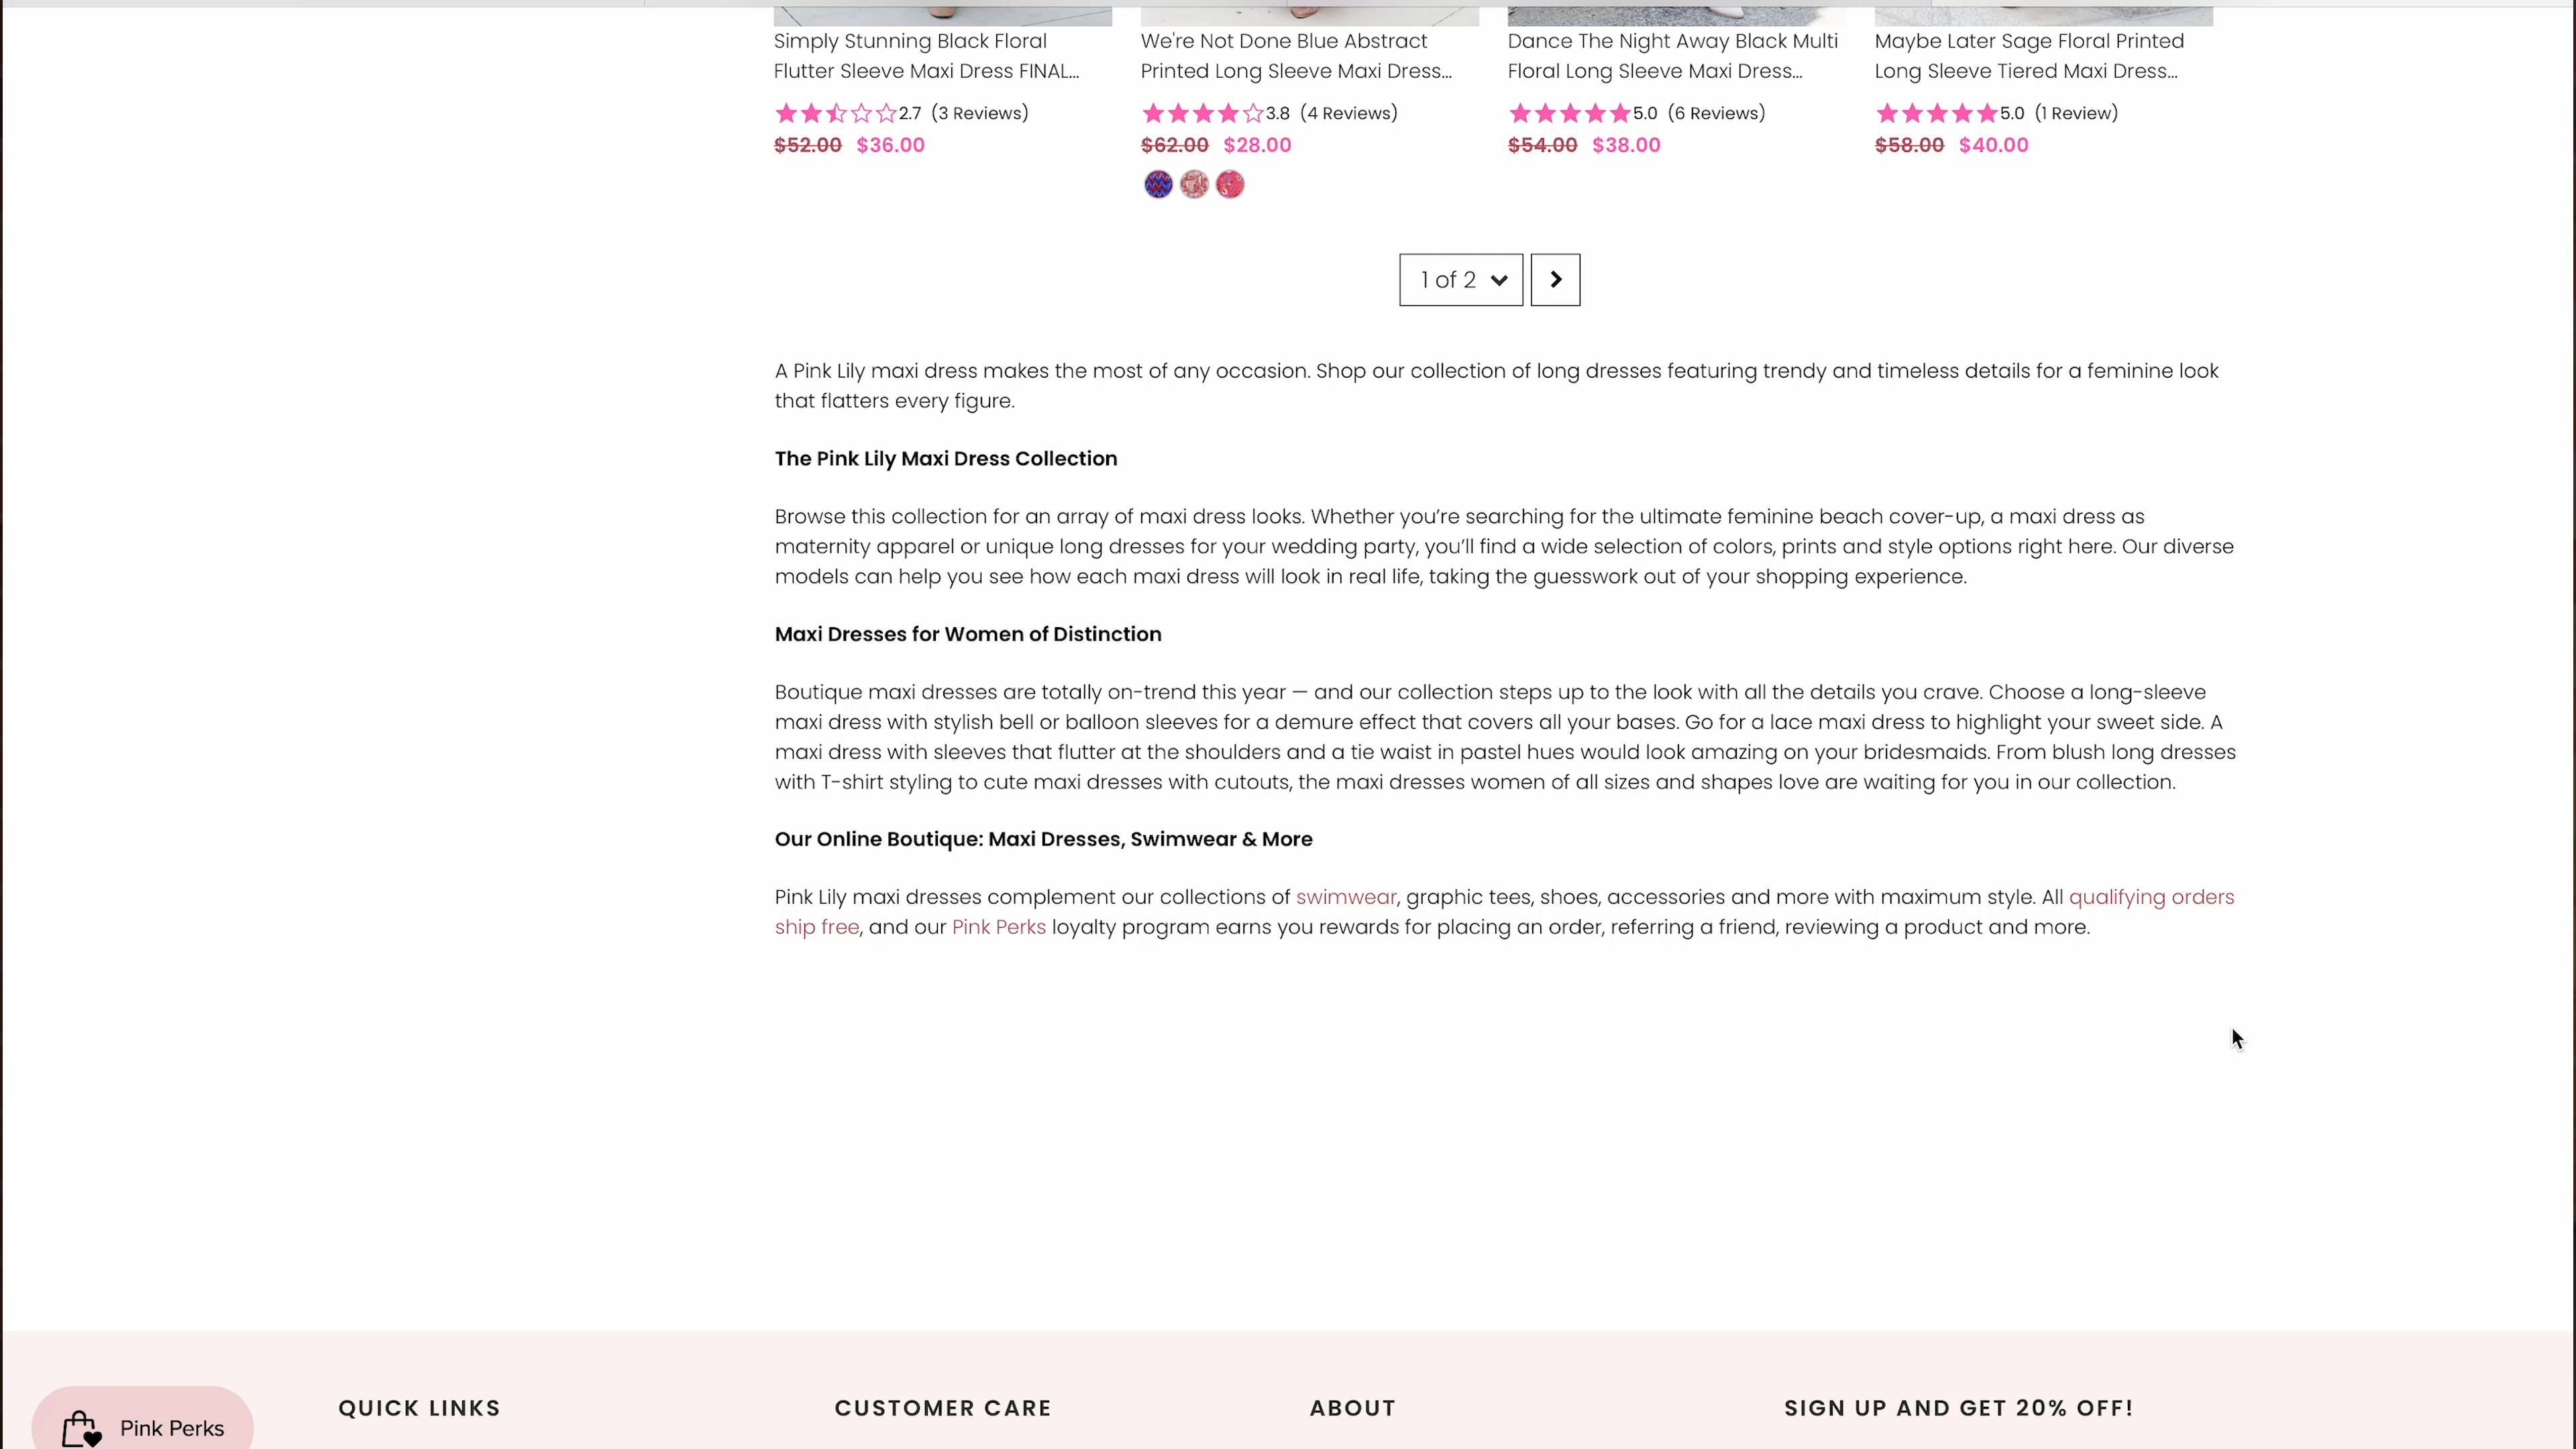 Simply Stunning Black Floral
Flutter Sleeve Maxi Dress FINAL...
2.7 (3 Reviews)
$52.00 $36.00
We're Not Done Blue Abstract
Printed Long Sleeve Maxi Dress...
3.8 (4 Reviews)
$62.00 $28.00
Dance The Night Away Black Multi
Floral Long Sleeve Maxi Dress...
5.0 (6 Reviews)
$54.00 $38.00
Maybe Later Sage Floral Printed
Long Sleeve Tiered Maxi Dress...
5.0 (1 Review)
$58.00 $40.00
1 of 2
A Pink Lily maxi dress makes the most of any occasion. Shop our collection of long dresses featuring trendy and timeless details for a feminine look
that flatters every figure.
The Pink Lily Maxi Dress Collection
Browse this collection for an array of maxi dress looks. Whether you’re searching for the ultimate feminine beach cover-up, a maxi dress as
maternity apparel or unique long dresses for your wedding party, you’ll find a wide selection of colors, prints and style options right here. Our diverse
models can help you see how each maxi dress will look in real life, taking the guesswork out of your shopping experience.
Maxi Dresses for Women of Distinction
Boutique maxi dresses are totally on-trend this year — and our collection steps up to the look with all the details you crave. Choose a long-sleeve
maxi dress with stylish bell or balloon sleeves for a demure effect that covers all your bases. Go for a lace maxi dress to highlight your sweet side. A
maxi dress with sleeves that flutter at the shoulders and a tie waist in pastel hues would look amazing on your bridesmaids. From blush long dresses
with T-shirt styling to cute maxi dresses with cutouts, the maxi dresses women of all sizes and shapes love are waiting for you in our collection.
Our Online Boutique: Maxi Dresses, Swimwear & More
Pink Lily maxi dresses complement our collections of swimwear, graphic tees, shoes, accessories and more with maximum style. All qualifying orders
ship free, and our Pink Perks loyalty program earns you rewards for placing an order, referring a friend, reviewing a product and more.
Pink Perks
QUICK LINKS
CUSTOMER CARE
ABOUT
SIGN UP AND GET 20% OFF!